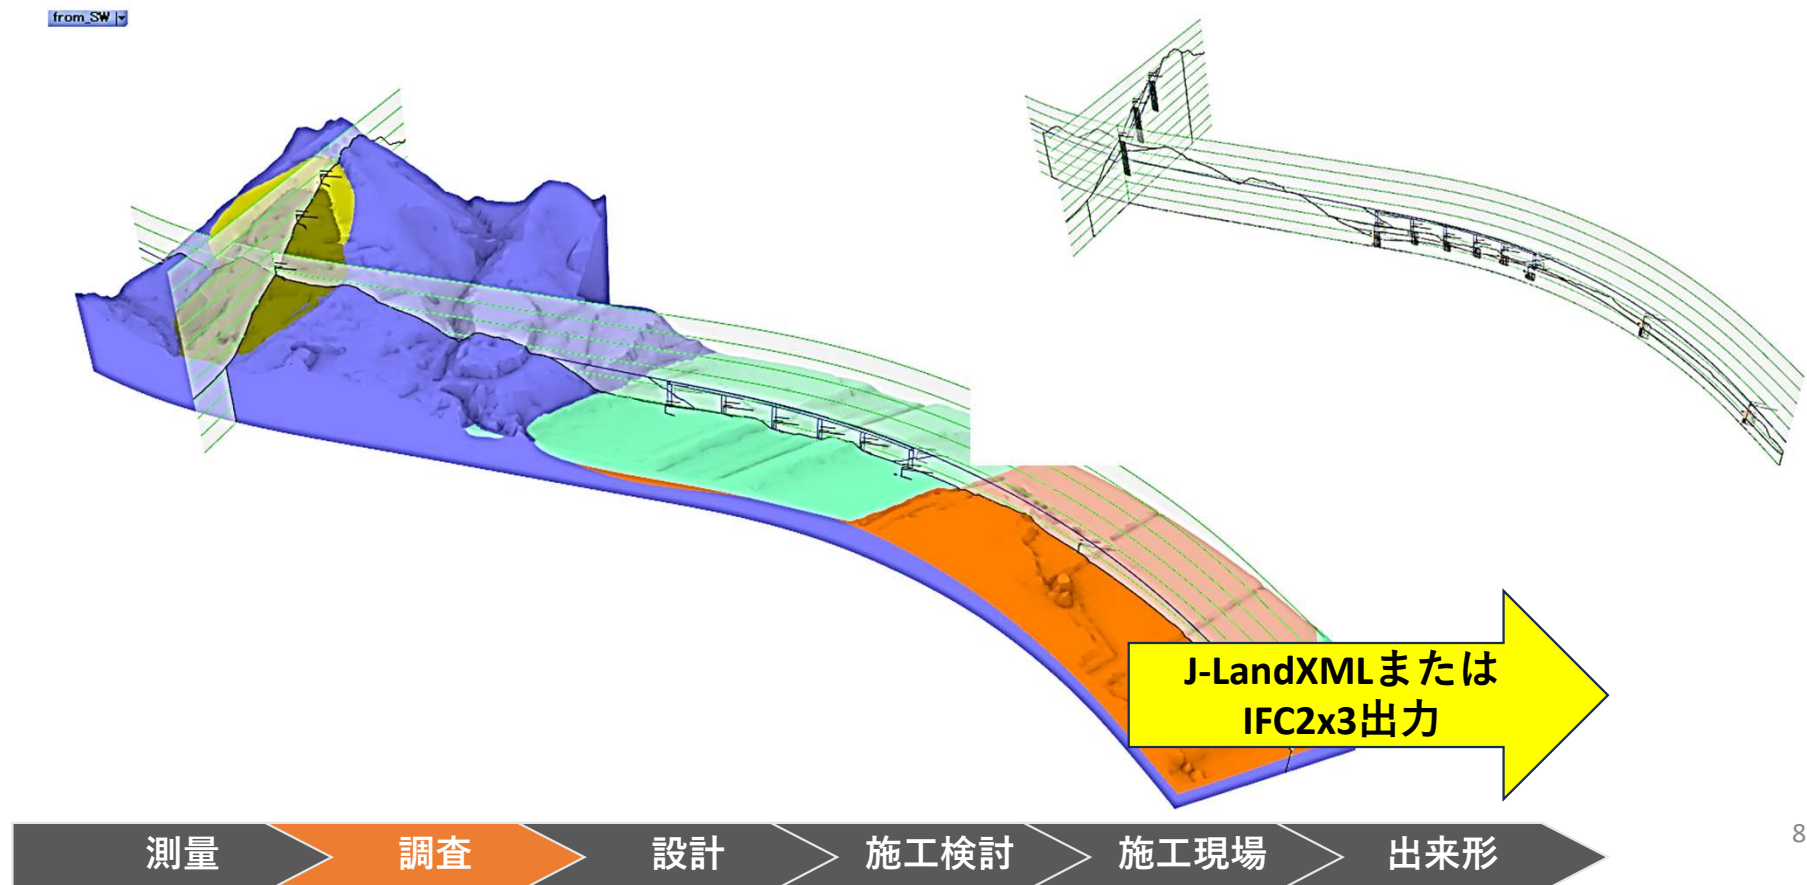 from_SW
J-LandXMLまたは
IFC2x3出力
測量
調査
設計
施工検討
施工現場
出来形
8